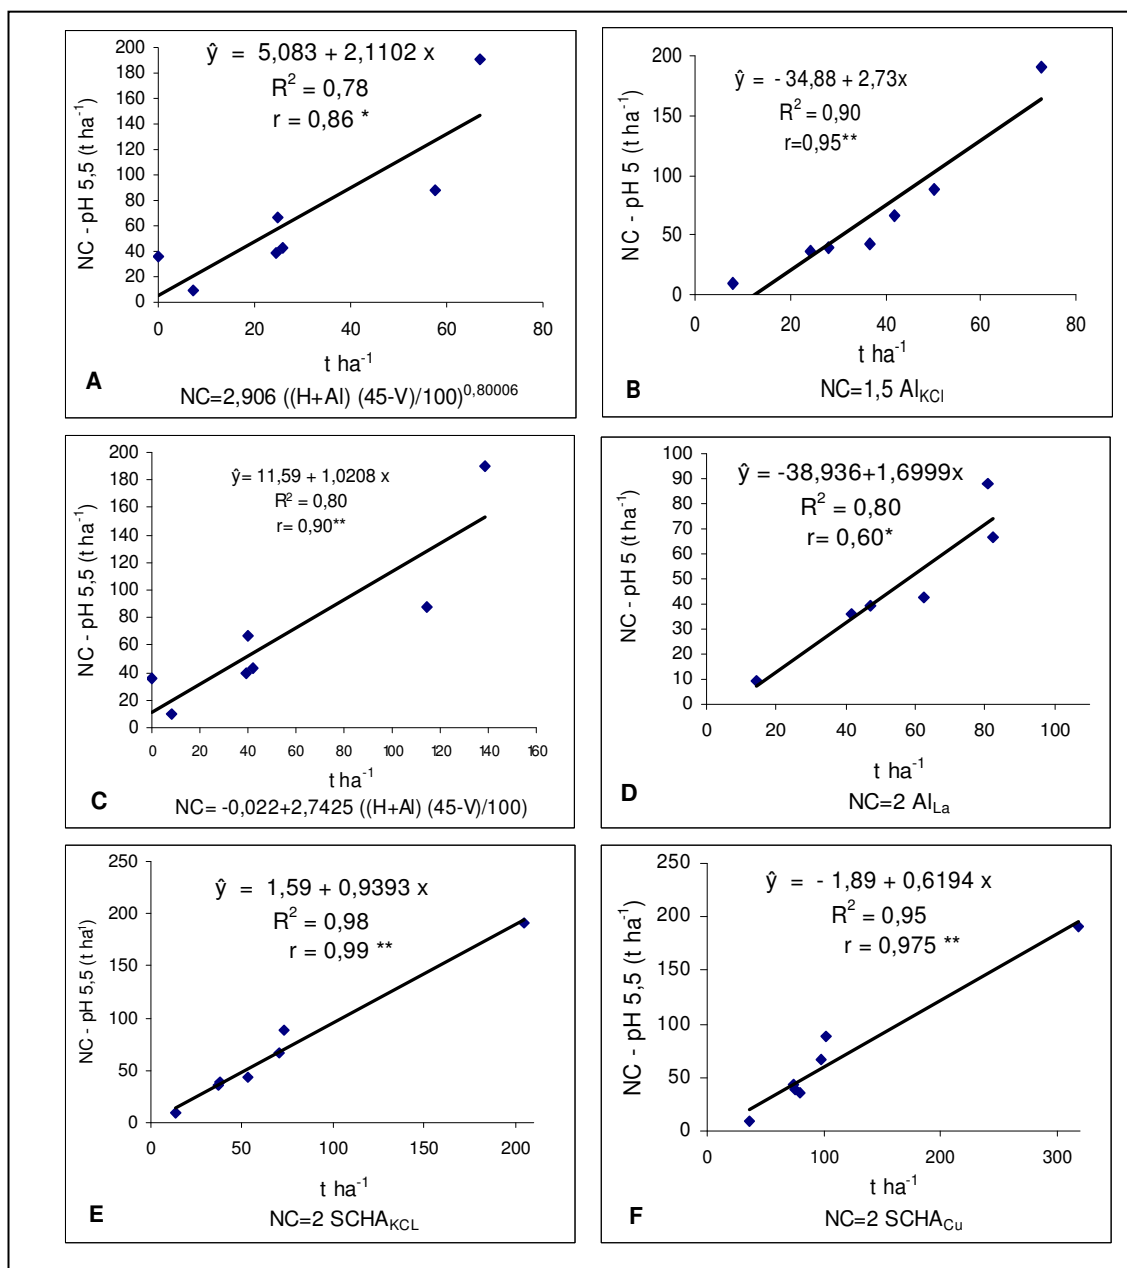 ŷ = 5,083 + 2,1102 x
R² = 0,78
r = 0,86 *
NC - pH 5,5 (t ha⁻¹)
200
180
160
140
120
100
80
60
40
20
0
0 20 40 60 80
t ha⁻¹
A
NC=2,906 ((H+Al) (45-V)/100)⁰,⁸⁰⁰⁰⁶
ŷ = - 34,88 + 2,73x
R² = 0,90
r=0,95**
NC - pH 5 (t ha⁻¹)
200
150
100
50
0
0 20 40 60 80
t ha⁻¹
B
NC=1,5 Al_KCl
ŷ= 11,59 + 1,0208 x
R² = 0,80
r= 0,90**
NC - pH 5,5 (t ha⁻¹)
200
180
160
140
120
100
80
60
40
20
0
0 20 40 60 80 100 120 140 160
t ha⁻¹
C
NC= -0,022+2,7425 ((H+Al) (45-V)/100)
ŷ = -38,936+1,6999x
R² = 0,80
r= 0,60*
NC - pH 5 (t ha⁻¹)
100
90
80
70
60
50
40
30
20
10
0
0 20 40 60 80 100
t ha⁻¹
D
NC=2 Al_La
ŷ = 1,59 + 0,9393 x
R² = 0,98
r = 0,99 **
NC - pH 5,5 (t ha¹)
250
200
150
100
50
0
0 50 100 150 200
t ha⁻¹
E
NC=2 SCHA_KCL
ŷ = - 1,89 + 0,6194 x
R² = 0,95
r = 0,975 **
NC - pH 5,5 (t ha⁻¹)
250
200
150
100
50
0
0 100 200 300
t ha⁻¹
F
NC=2 SCHA_Cu